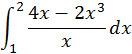 ∫₁² (4x − 2x³)/x dx